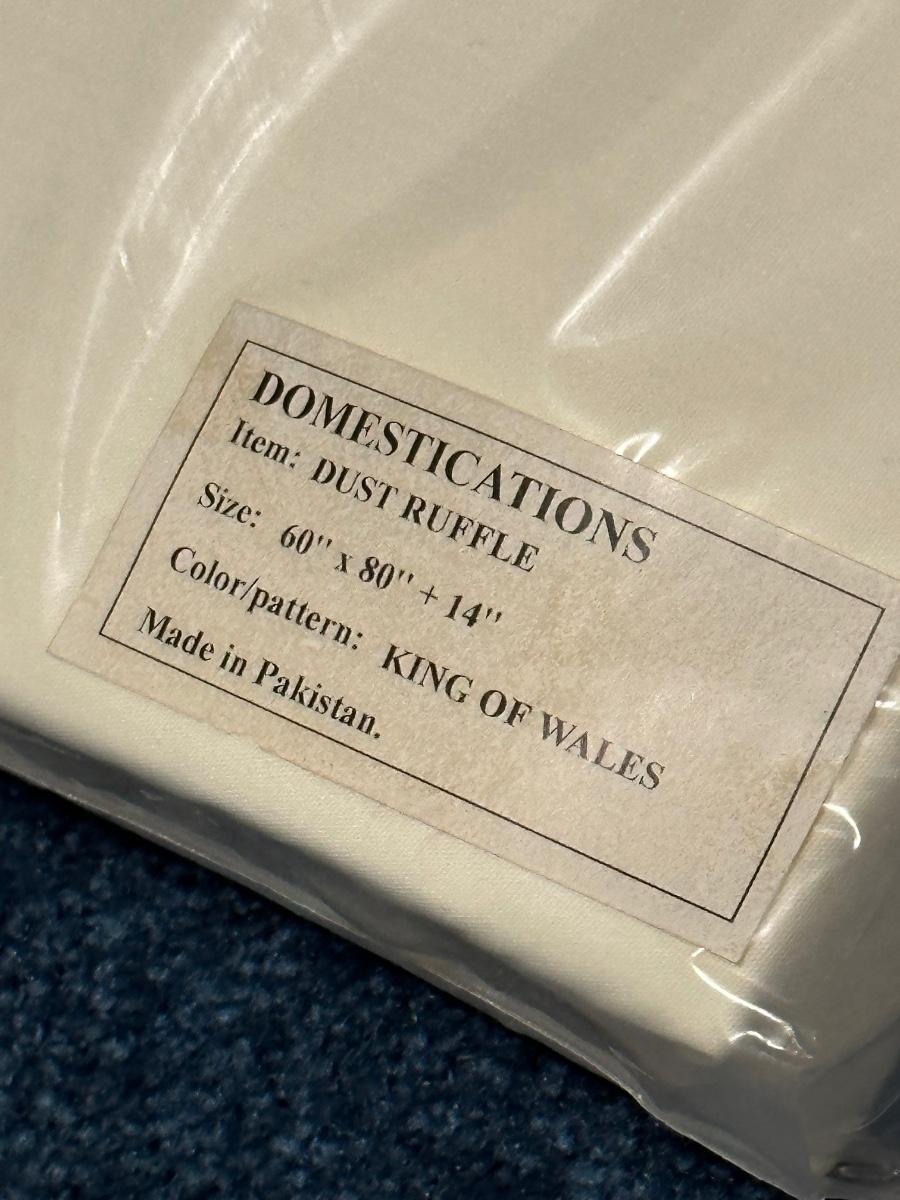 DOMESTICATIONS
Item: DUST RUFFLE
Size: 60" x 80" + 14"
Color/pattern: KING OF WALES
Made in Pakistan.